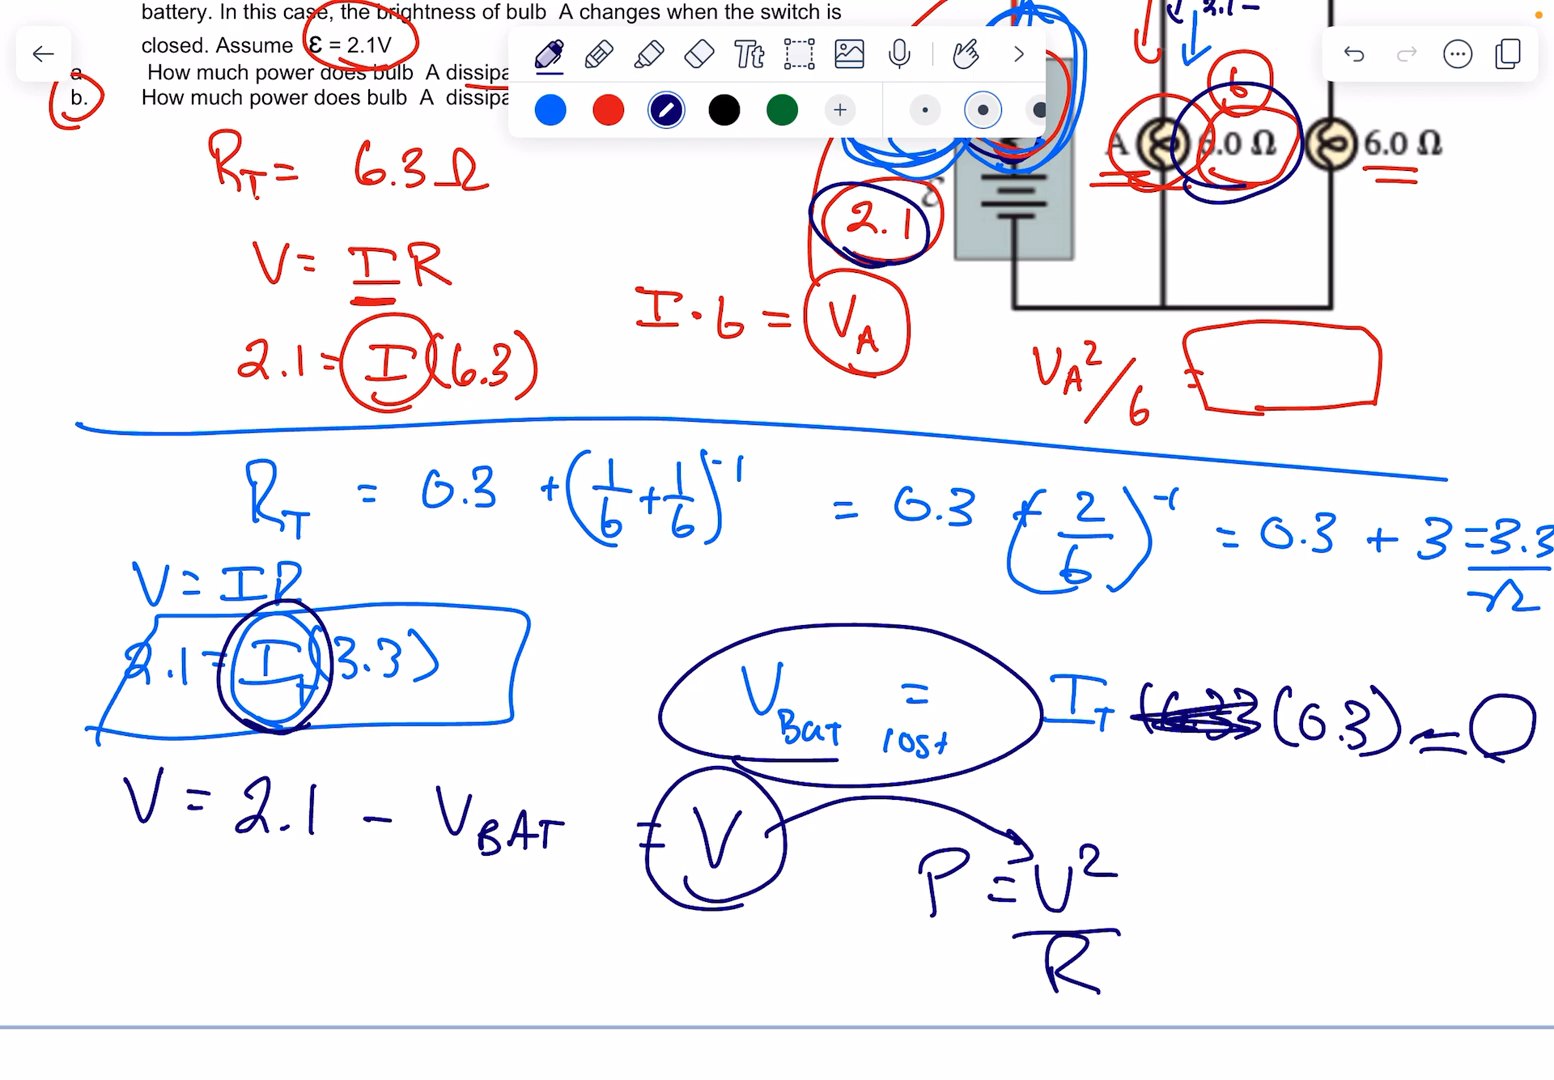 battery. In this case, the brightness of bulb A changes when the switch is
closed. Assume ℰ = 2.1V
a. How much power does bulb A dissipa
b. How much power does bulb A dissipa
Tt
2.1
6
A
6.0 Ω
6.0 Ω
ℰ
2.1
R_T = 6.3 Ω
V = I R
2.1 = I (6.3)
I · 6 = V_A
V_A²/6 =
R_T = 0.3 + (1/6 + 1/6)⁻¹ = 0.3 + (2/6)⁻¹ = 0.3 + 3 = 3.3 Ω
V = IR
2.1 = I_T (3.3)
V_Bat lost = I_T (0.3) =
V = 2.1 - V_BAT = V
P = V²/R